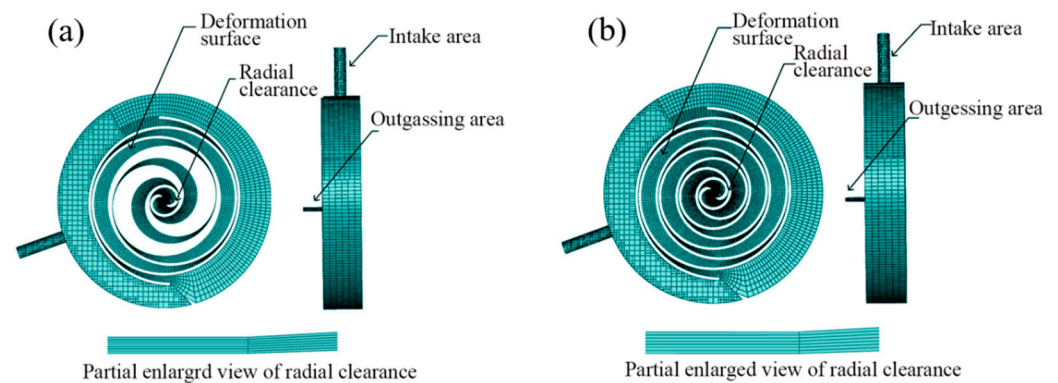 (a)
Deformation
surface
Radial
clearance
Intake area
Outgassing area
Partial enlargrd view of radial clearance
(b)
Deformation
surface
Radial
clearance
Intake area
Outgessing area
Partial enlarged view of radial clearance